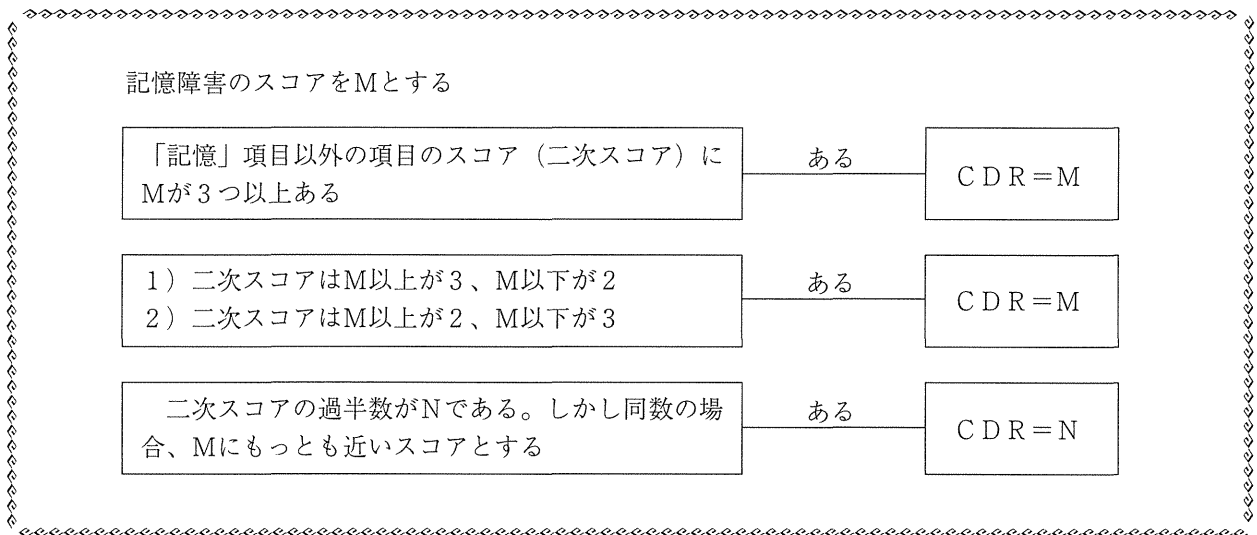 記憶障害のスコアをMとする
「記憶」項目以外の項目のスコア（二次スコア）に
Mが3つ以上ある
ある
CDR=M
1）二次スコアはM以上が3、M以下が2
2）二次スコアはM以上が2、M以下が3
ある
CDR=M
二次スコアの過半数がNである。しかし同数の場
合、Mにもっとも近いスコアとする
ある
CDR=N